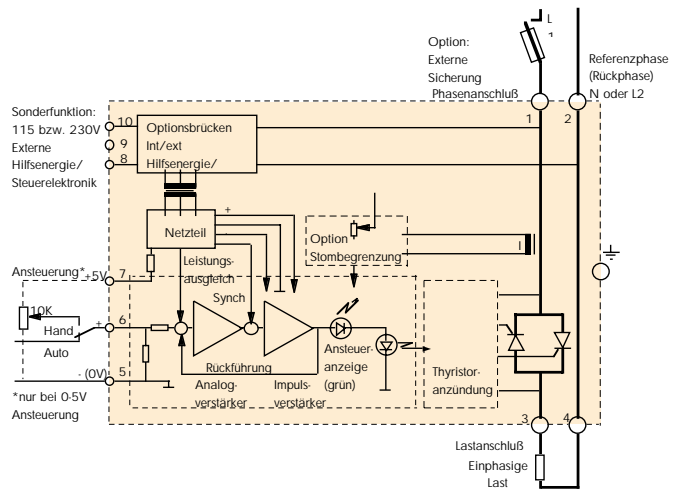 L
1
Option:
Externe
Sicherung
Phasenanschluß
Referenzphase
(Rückphase)
N oder L2
1
2
Sonderfunktion:
115 bzw. 230V
Externe
Hilfsenergie/
Steuerelektronik
10
9
8
Optionsbrücken
Int/ext
Hilfsenergie/
Netzteil
+
-
Option
Stombegrenzung
I
Leistungs-
ausgleich
Synch
Ansteuerung*
+5V
7
10K
Hand
Auto
+
6
- (0V)
5
*nur bei 0-5V
Ansteuerung
Rückführung
Analog-
verstärker
Impuls-
verstärker
Ansteuer-
anzeige
(grün)
Thyristor-
anzündung
3
4
Lastanschluß
Einphasige
Last